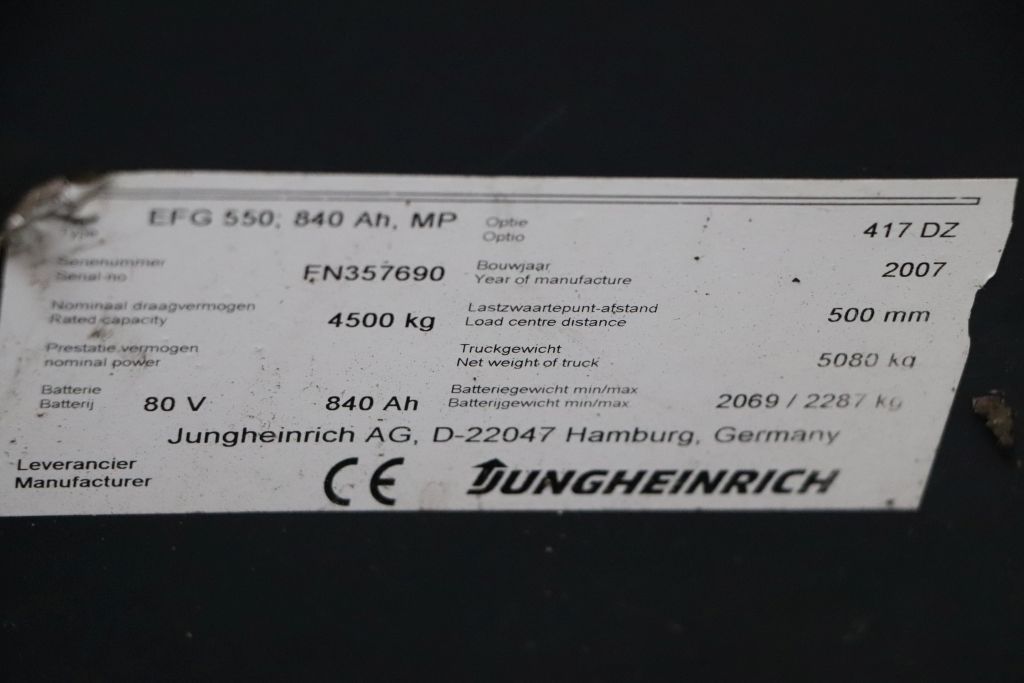 Type EFG 550, 840 Ah, MP Optie Optio 417 DZ
Serienummer Serial-no FN357690 Bouwjaar Year of manufacture 2007
Nominaal draagvermogen Rated capacity 4500 kg Lastzwaartepunt-afstand Load centre distance 500 mm
Prestatie vermogen nominal power Truckgewicht Net weight of truck 5080 kg
Batterie Batterij 80 V 840 Ah Batteriegewicht min/max Batterijgewicht min/max 2069 / 2287 kg
Jungheinrich AG, D-22047 Hamburg, Germany
Leverancier Manufacturer CE JUNGHEINRICH